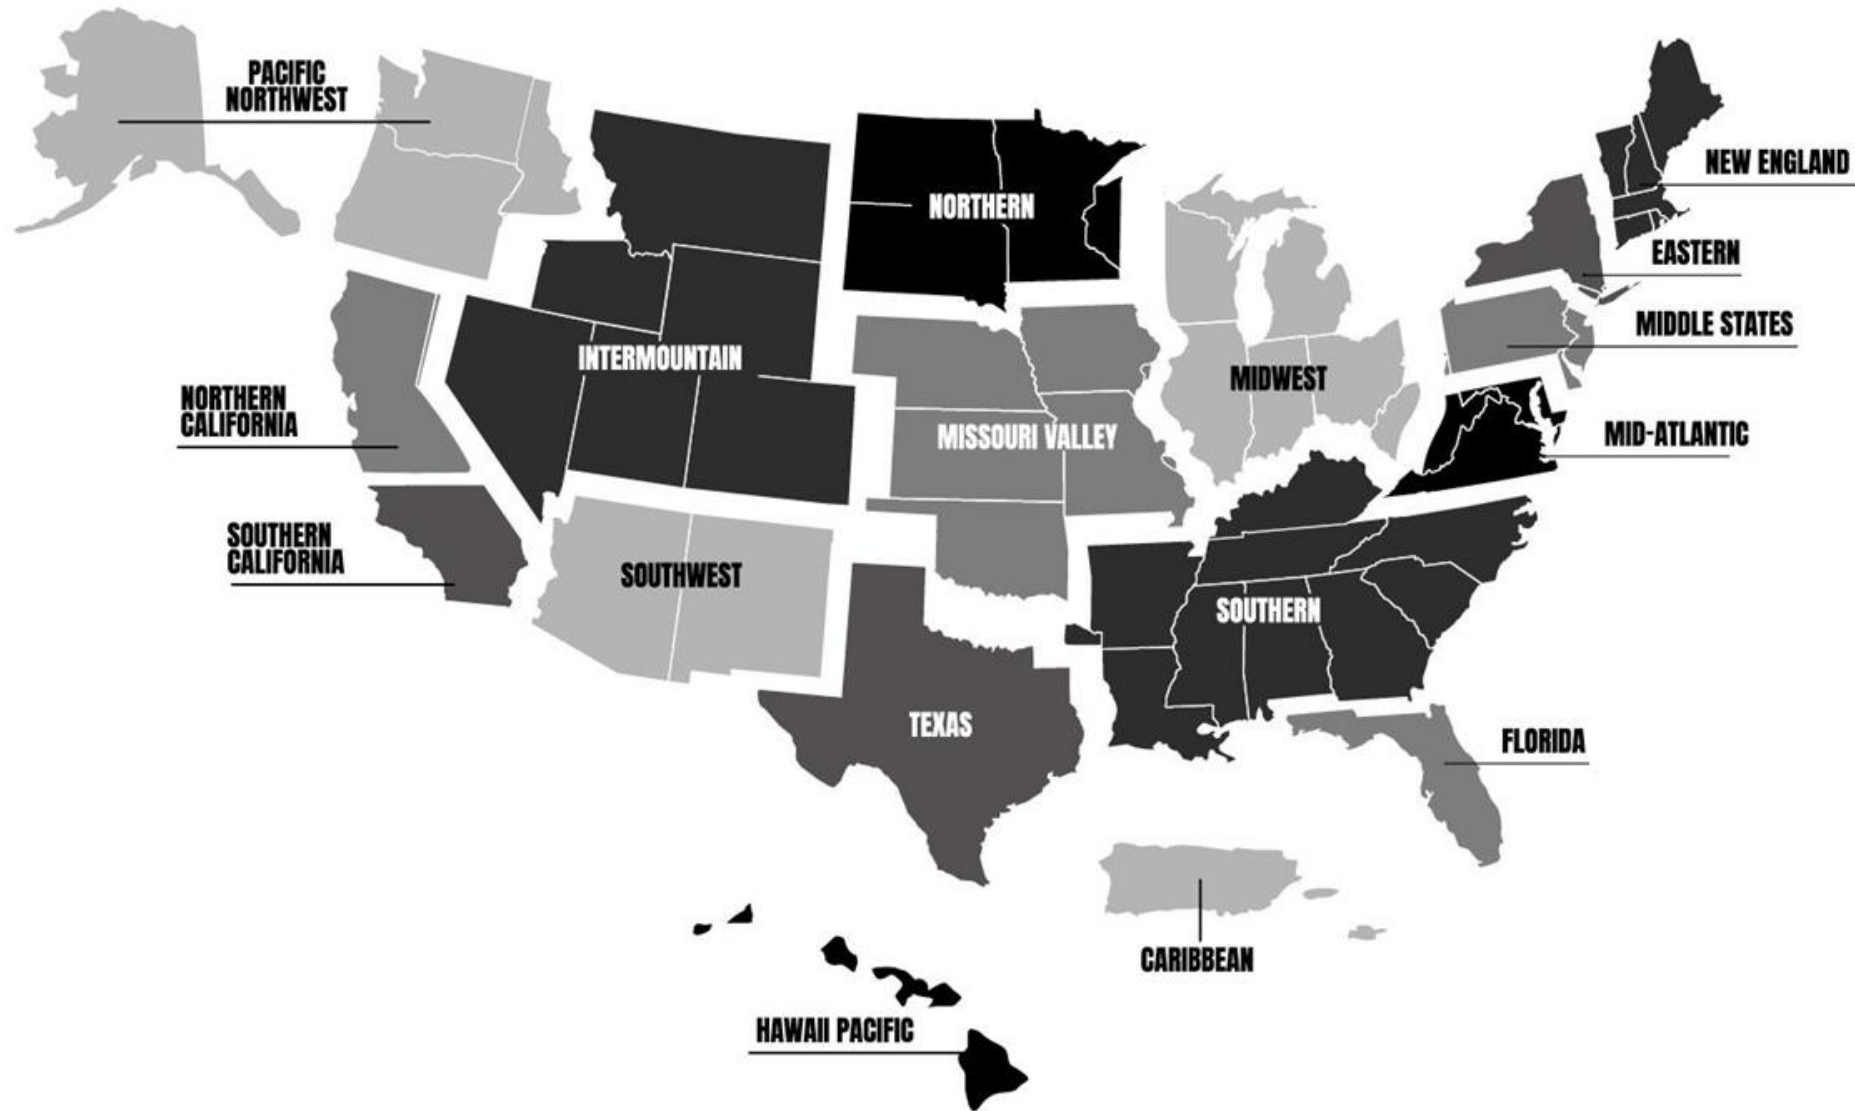 PACIFIC
NORTHWEST
NORTHERN
NEW ENGLAND
EASTERN
MIDDLE STATES
INTERMOUNTAIN
MIDWEST
NORTHERN
CALIFORNIA
MISSOURI VALLEY
MID-ATLANTIC
SOUTHERN
CALIFORNIA
SOUTHWEST
SOUTHERN
TEXAS
FLORIDA
CARIBBEAN
HAWAII PACIFIC